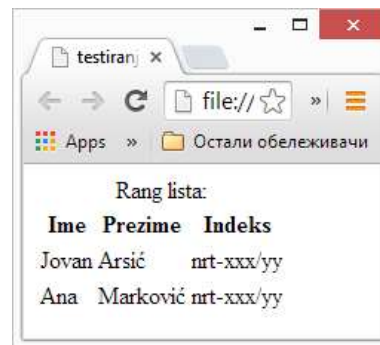 testiranj
file://
Apps » Остали обележивачи
Rang lista:
Ime Prezime Indeks
Jovan Arsić nrt-xxx/yy
Ana Marković nrt-xxx/yy